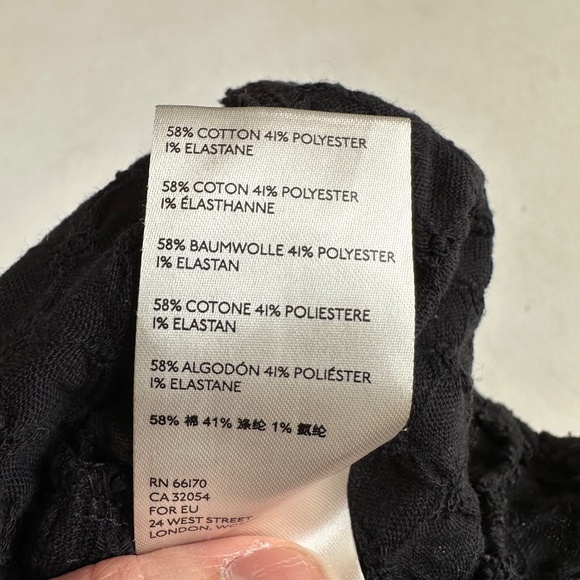 58% COTTON 41% POLYESTER
1% ELASTANE
58% COTON 41% POLYESTER
1% ÉLASTHANNE
58% BAUMWOLLE 41% POLYESTER
1% ELASTAN
58% COTONE 41% POLIESTERE
1% ELASTAN
58% ALGODÓN 41% POLIÉSTER
1% ELASTANE
58% 棉 41% 涤纶 1% 氨纶
RN 66170
CA 32054
FOR EU
24 WEST STREET
LONDON,